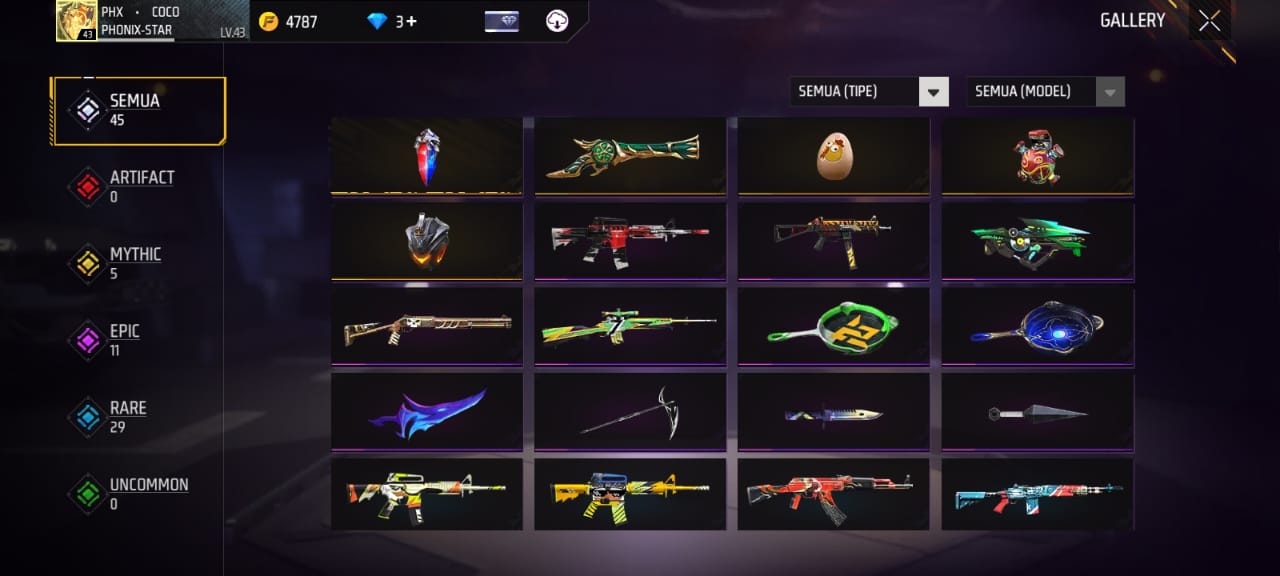 PHX · COCO
PHONIX-STAR
43
LV.43
4787
3+
GALLERY
SEMUA
45
ARTIFACT
0
MYTHIC
5
EPIC
11
RARE
29
UNCOMMON
0
SEMUA (TIPE)
SEMUA (MODEL)